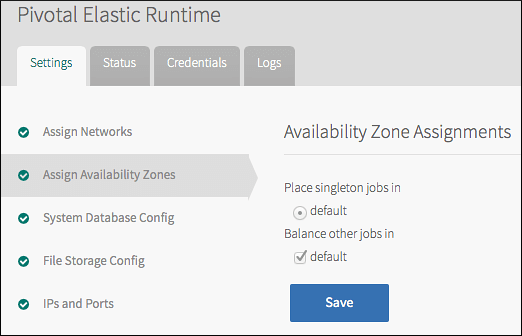 Pivotal Elastic Runtime
Settings
Status
Credentials
Logs
Assign Networks
Assign Availability Zones
System Database Config
File Storage Config
IPs and Ports
Availability Zone Assignments
Place singleton jobs in
default
Balance other jobs in
default
Save